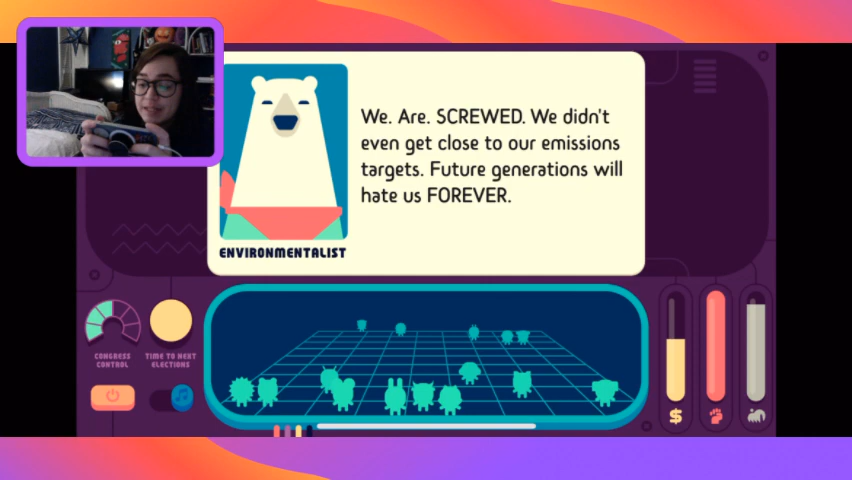 We. Are. SCREWED. We didn't
even get close to our emissions
targets. Future generations will
hate us FOREVER.
ENVIRONMENTALIST
CONGRESS
CONTROL
TIME TO NEXT
ELECTIONS
$